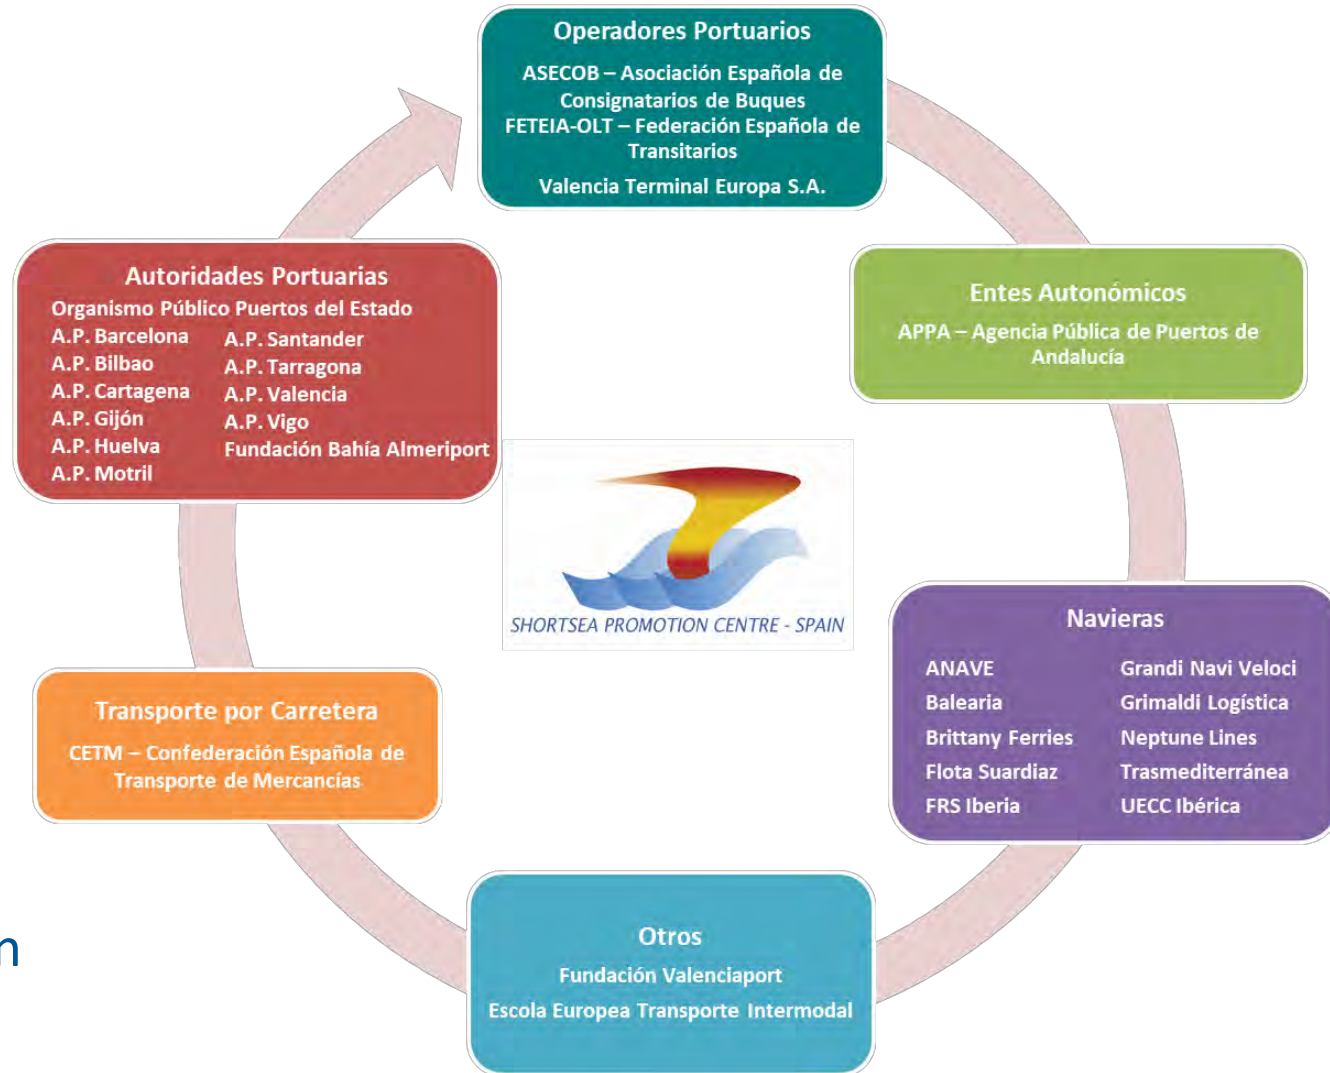 Operadores Portuarios
ASECOB – Asociación Española de
Consignatarios de Buques
FETEIA-OLT – Federación Española de
Transitarios
Valencia Terminal Europa S.A.
Entes Autonómicos
APPA – Agencia Pública de Puertos de
Andalucía
Navieras
ANAVE
Balearia
Brittany Ferries
Flota Suardiaz
FRS Iberia
Grandi Navi Veloci
Grimaldi Logística
Neptune Lines
Trasmediterránea
UECC Ibérica
Otros
Fundación Valenciaport
Escola Europea Transporte Intermodal
Transporte por Carretera
CETM – Confederación Española de
Transporte de Mercancías
Autoridades Portuarias
Organismo Público Puertos del Estado
A.P. Barcelona
A.P. Bilbao
A.P. Cartagena
A.P. Gijón
A.P. Huelva
A.P. Motril
A.P. Santander
A.P. Tarragona
A.P. Valencia
A.P. Vigo
Fundación Bahía Almeriport
SHORTSEA PROMOTION CENTRE - SPAIN
n